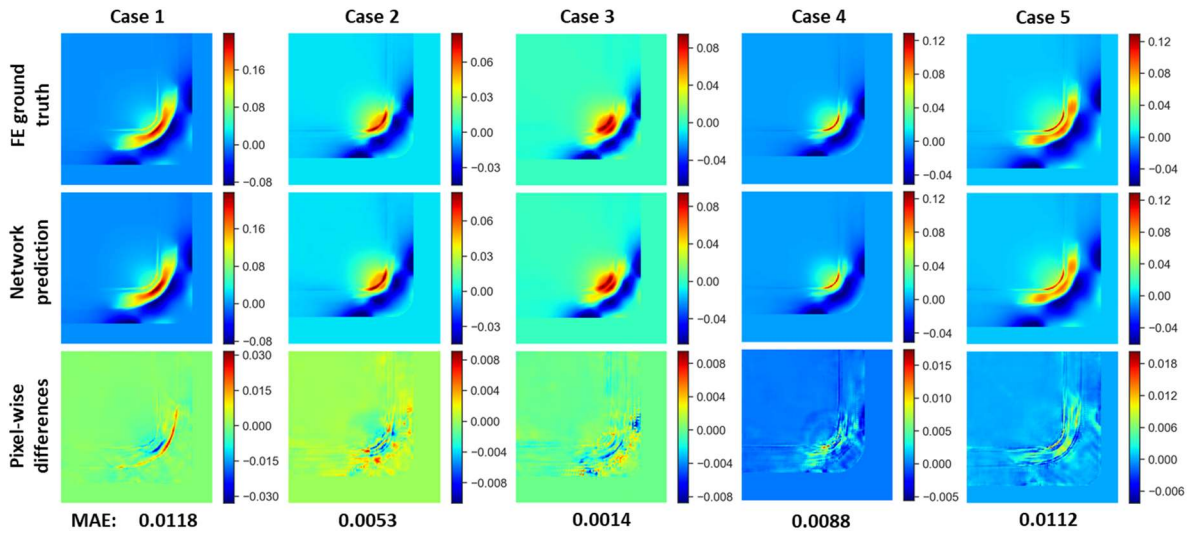 Case 1 Case 2 Case 3 Case 4 Case 5
FE ground
truth
0.16 0.06 0.08 0.12 0.12
0.08 0.03 0.04 0.08 0.08
0.00 0.00 0.00 0.04 0.04
−0.08 −0.03 −0.04 0.00 0.00
−0.04 −0.04
Network
prediction
0.16 0.06 0.08 0.12 0.12
0.08 0.03 0.04 0.08 0.08
0.00 0.00 0.00 0.04 0.04
−0.08 −0.03 −0.04 0.00 0.00
−0.04 −0.04
Pixel-wise
differences
0.030 0.008 0.008 0.015 0.018
0.015 0.004 0.004 0.010 0.012
0.000 0.000 0.000 0.005 0.006
−0.015 −0.004 −0.004 0.000 0.000
−0.030 −0.008 −0.008 −0.005 −0.006
MAE: 0.0118 0.0053 0.0014 0.0088 0.0112